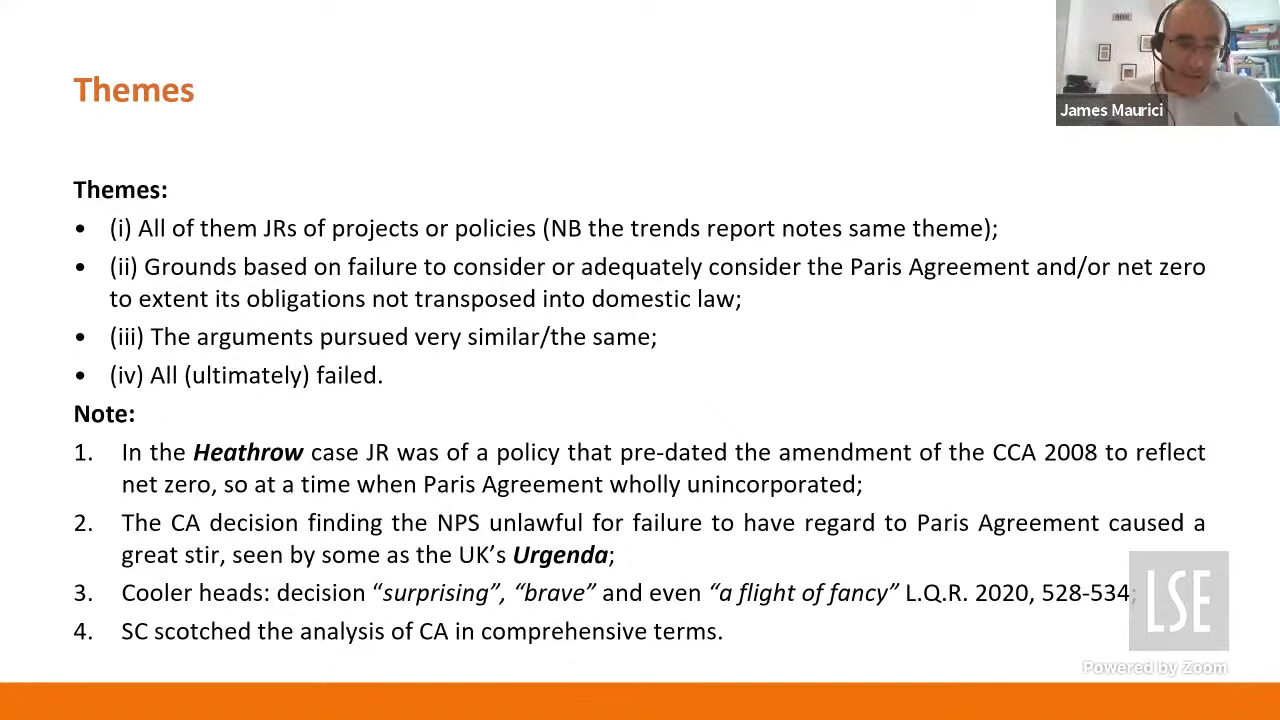 Themes
James Maurici
Themes:
• (i) All of them JRs of projects or policies (NB the trends report notes same theme);
• (ii) Grounds based on failure to consider or adequately consider the Paris Agreement and/or net zero
to extent its obligations not transposed into domestic law;
• (iii) The arguments pursued very similar/the same;
• (iv) All (ultimately) failed.
Note:
1. In the Heathrow case JR was of a policy that pre-dated the amendment of the CCA 2008 to reflect
net zero, so at a time when Paris Agreement wholly unincorporated;
2. The CA decision finding the NPS unlawful for failure to have regard to Paris Agreement caused a
great stir, seen by some as the UK’s Urgenda;
3. Cooler heads: decision “surprising”, “brave” and even “a flight of fancy” L.Q.R. 2020, 528-534;
4. SC scotched the analysis of CA in comprehensive terms.
LSE
Powered by Zoom